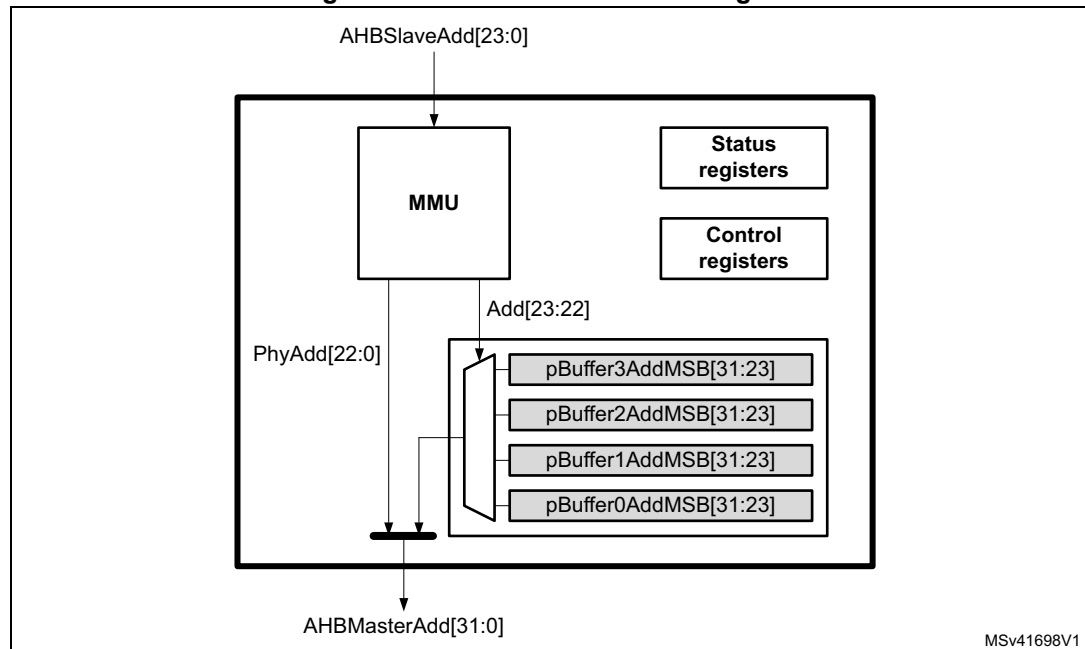 AHBSlaveAdd[23:0]
Status
registers
MMU
Control
registers
Add[23:22]
PhyAdd[22:0]
pBuffer3AddMSB[31:23]
pBuffer2AddMSB[31:23]
pBuffer1AddMSB[31:23]
pBuffer0AddMSB[31:23]
AHBMasterAdd[31:0]
MSv41698V1